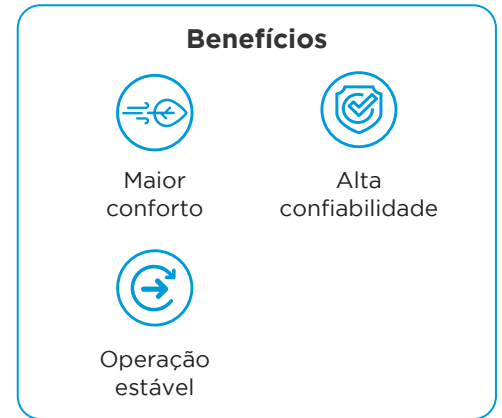 Benefícios
Maior
conforto
Alta
confiabilidade
Operação
estável